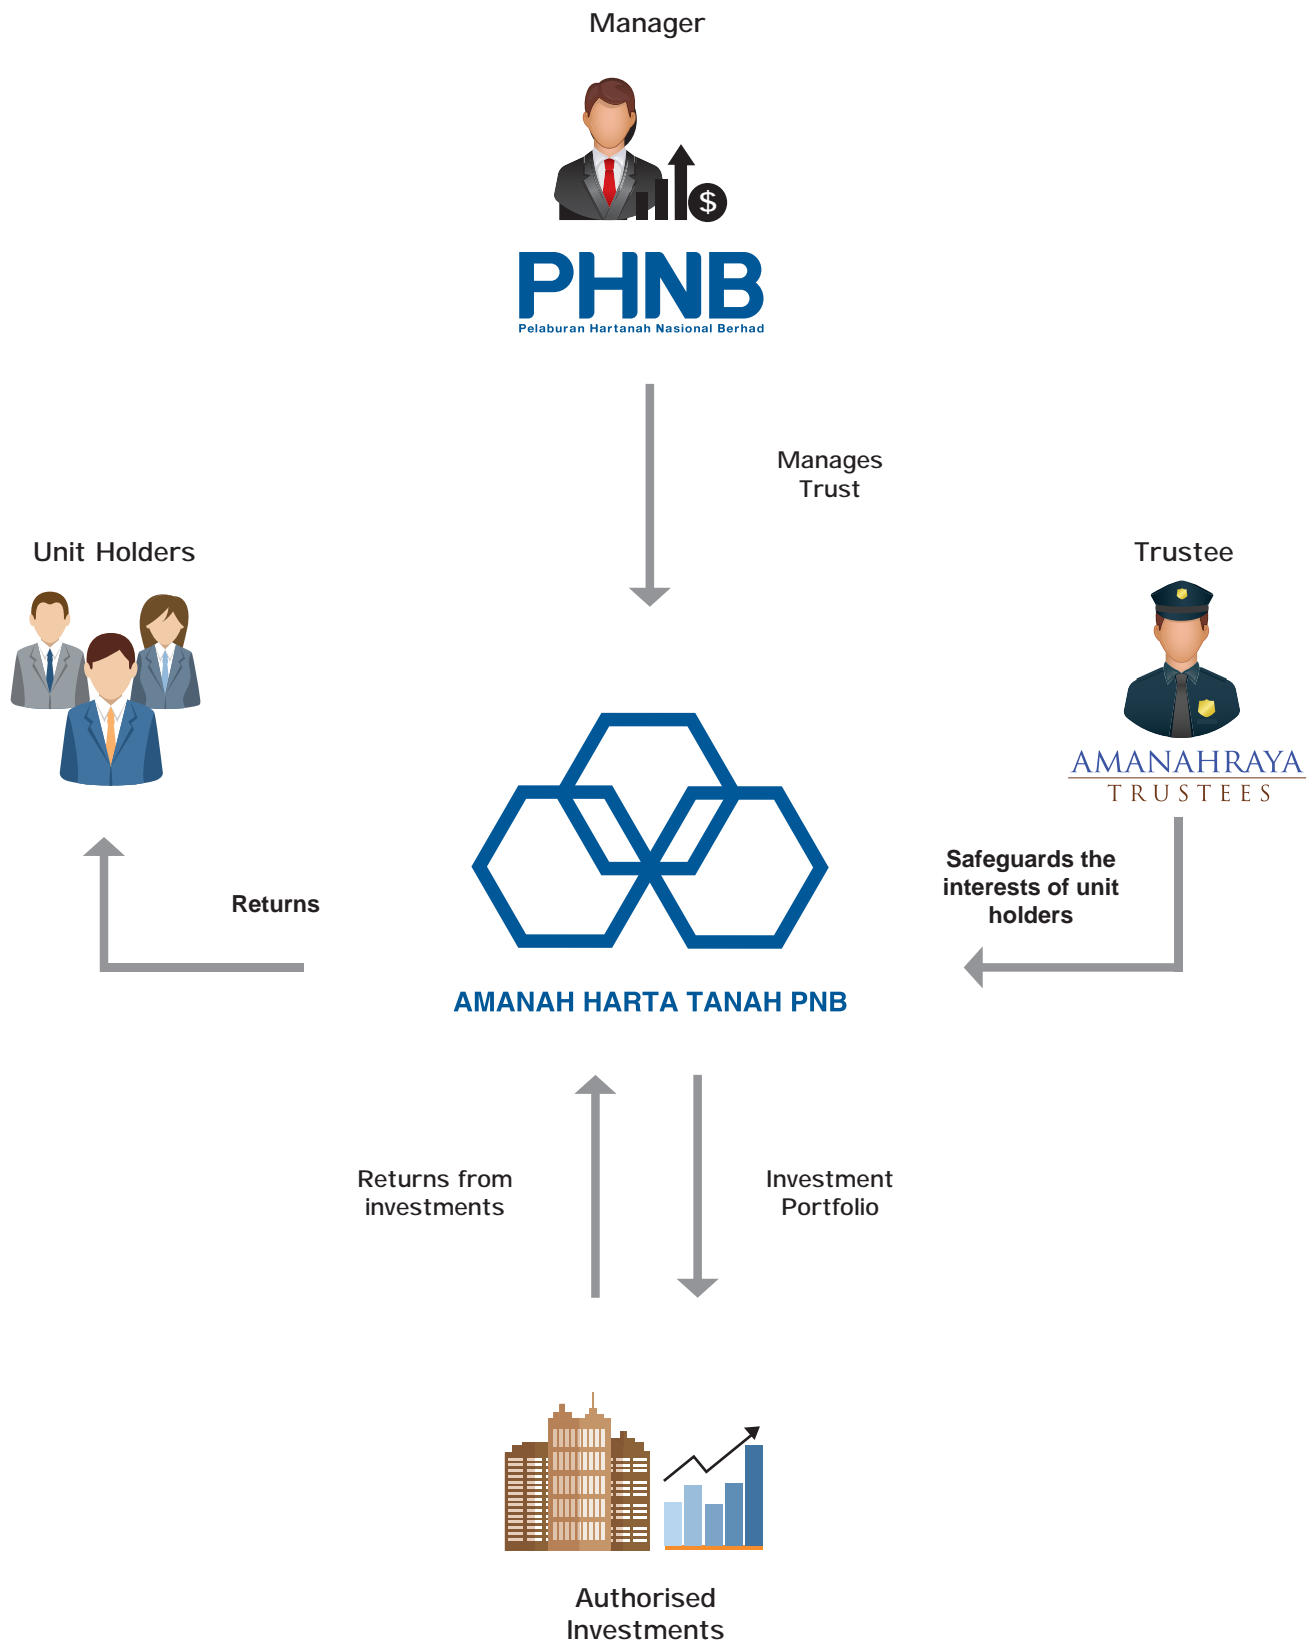 Manager
$
PHNB
Pelaburan Hartanah Nasional Berhad
Manages
Trust
Unit Holders
Trustee
AMANAHRAYA
TRUSTEES
Safeguards the
interests of unit
holders
Returns
AMANAH HARTA TANAH PNB
Returns from
investments
Investment
Portfolio
Authorised
Investments